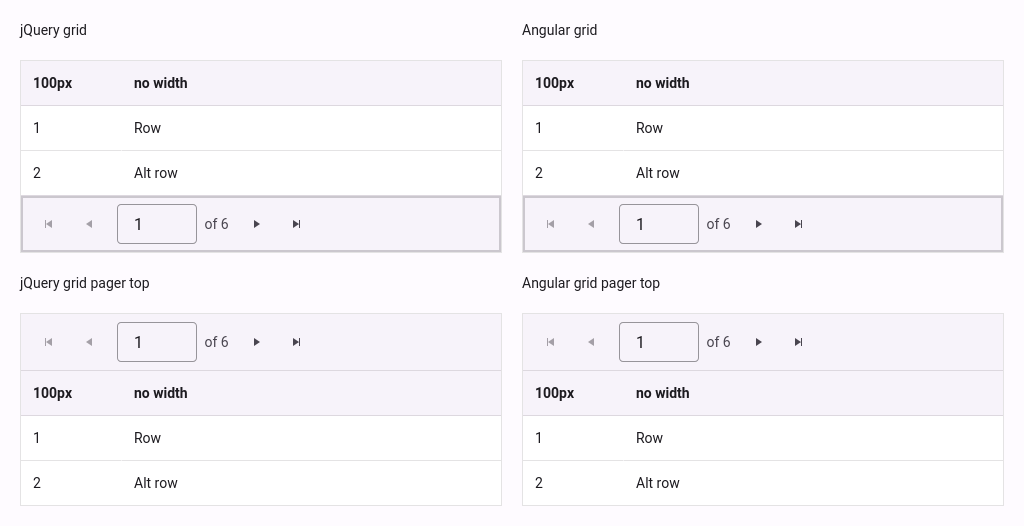 jQuery grid
100px no width
1 Row
2 Alt row
1 of 6
Angular grid
100px no width
1 Row
2 Alt row
1 of 6
jQuery grid pager top
1 of 6
100px no width
1 Row
2 Alt row
Angular grid pager top
1 of 6
100px no width
1 Row
2 Alt row